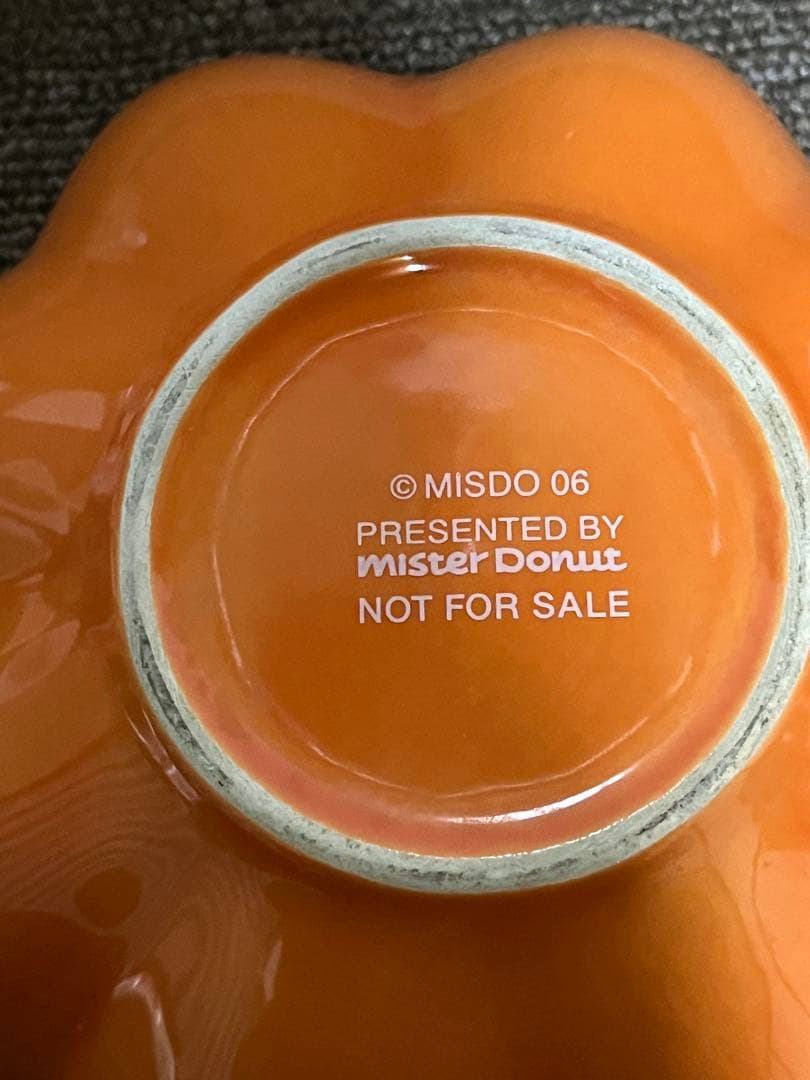 © MISDO 06
PRESENTED BY
mister Donut
NOT FOR SALE